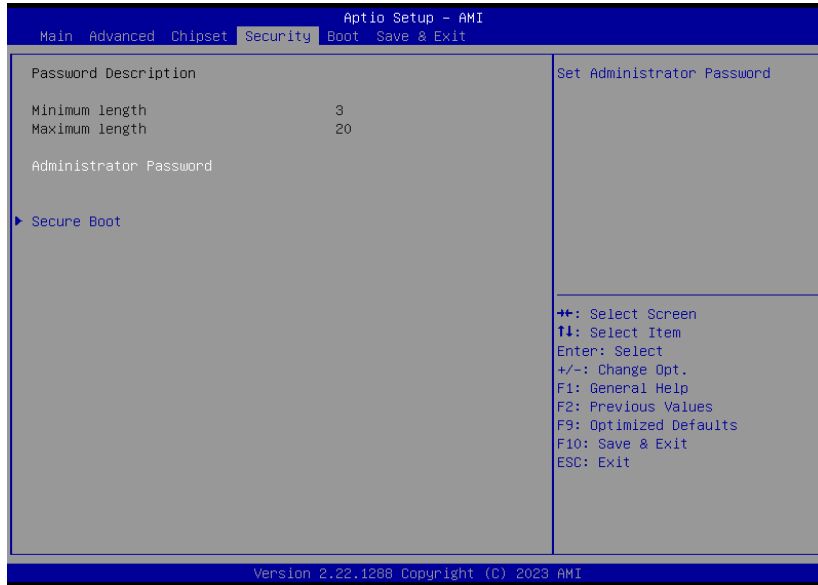 Aptio Setup – AMI
Main Advanced Chipset Security Boot Save & Exit
Password Description
Minimum length 3
Maximum length 20
Administrator Password
Secure Boot
Set Administrator Password
→←: Select Screen
↑↓: Select Item
Enter: Select
+/-: Change Opt.
F1: General Help
F2: Previous Values
F9: Optimized Defaults
F10: Save & Exit
ESC: Exit
Version 2.22.1288 Copyright (C) 2023 AMI